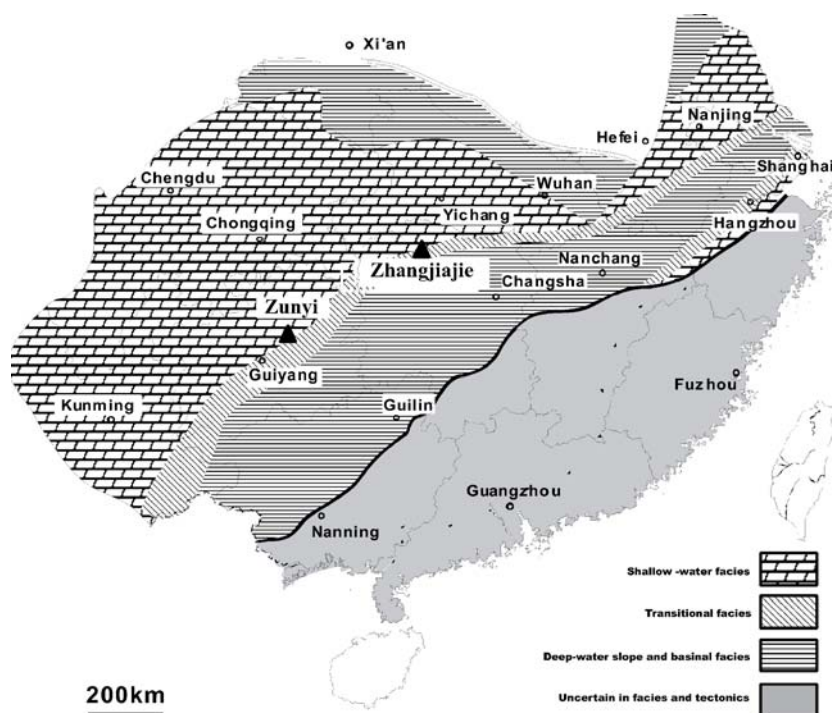 Xi'an
Hefei
Nanjing
Shanghai
Chengdu
Wuhan
Yichang
Hangzhou
Chongqing
Zhangjiajie
Nanchang
Changsha
Zunyi
Guiyang
Fuzhou
Kunming
Guilin
Guangzhou
Nanning
Shallow -water facies
Transitional facies
Deep-water slope and basinal facies
200km
Uncertain in facies and tectonics